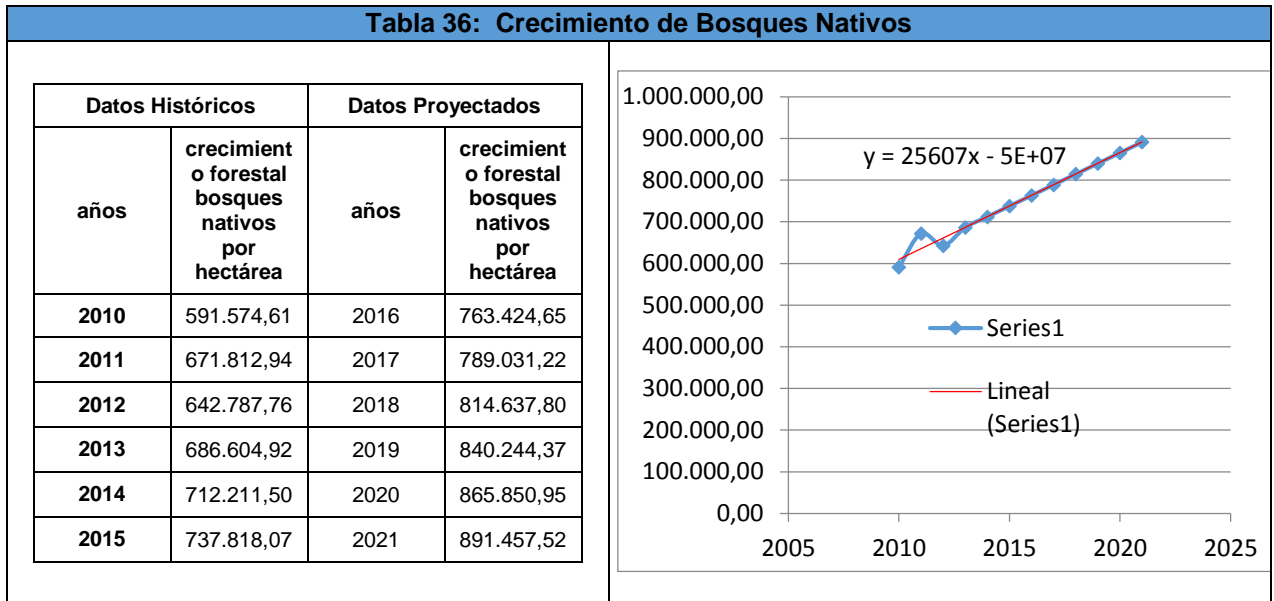 Tabla 36: Crecimiento de Bosques Nativos
Datos Históricos Datos Proyectados
años
crecimient
o forestal
bosques
nativos
por
hectárea
años
crecimient
o forestal
bosques
nativos
por
hectárea
2010 591.574,61 2016 763.424,65
2011 671.812,94 2017 789.031,22
2012 642.787,76 2018 814.637,80
2013 686.604,92 2019 840.244,37
2014 712.211,50 2020 865.850,95
2015 737.818,07 2021 891.457,52
1.000.000,00
900.000,00
800.000,00
700.000,00
600.000,00
500.000,00
400.000,00
300.000,00
200.000,00
100.000,00
0,00
y = 25607x - 5E+07
Series1
Lineal
(Series1)
2005 2010 2015 2020 2025